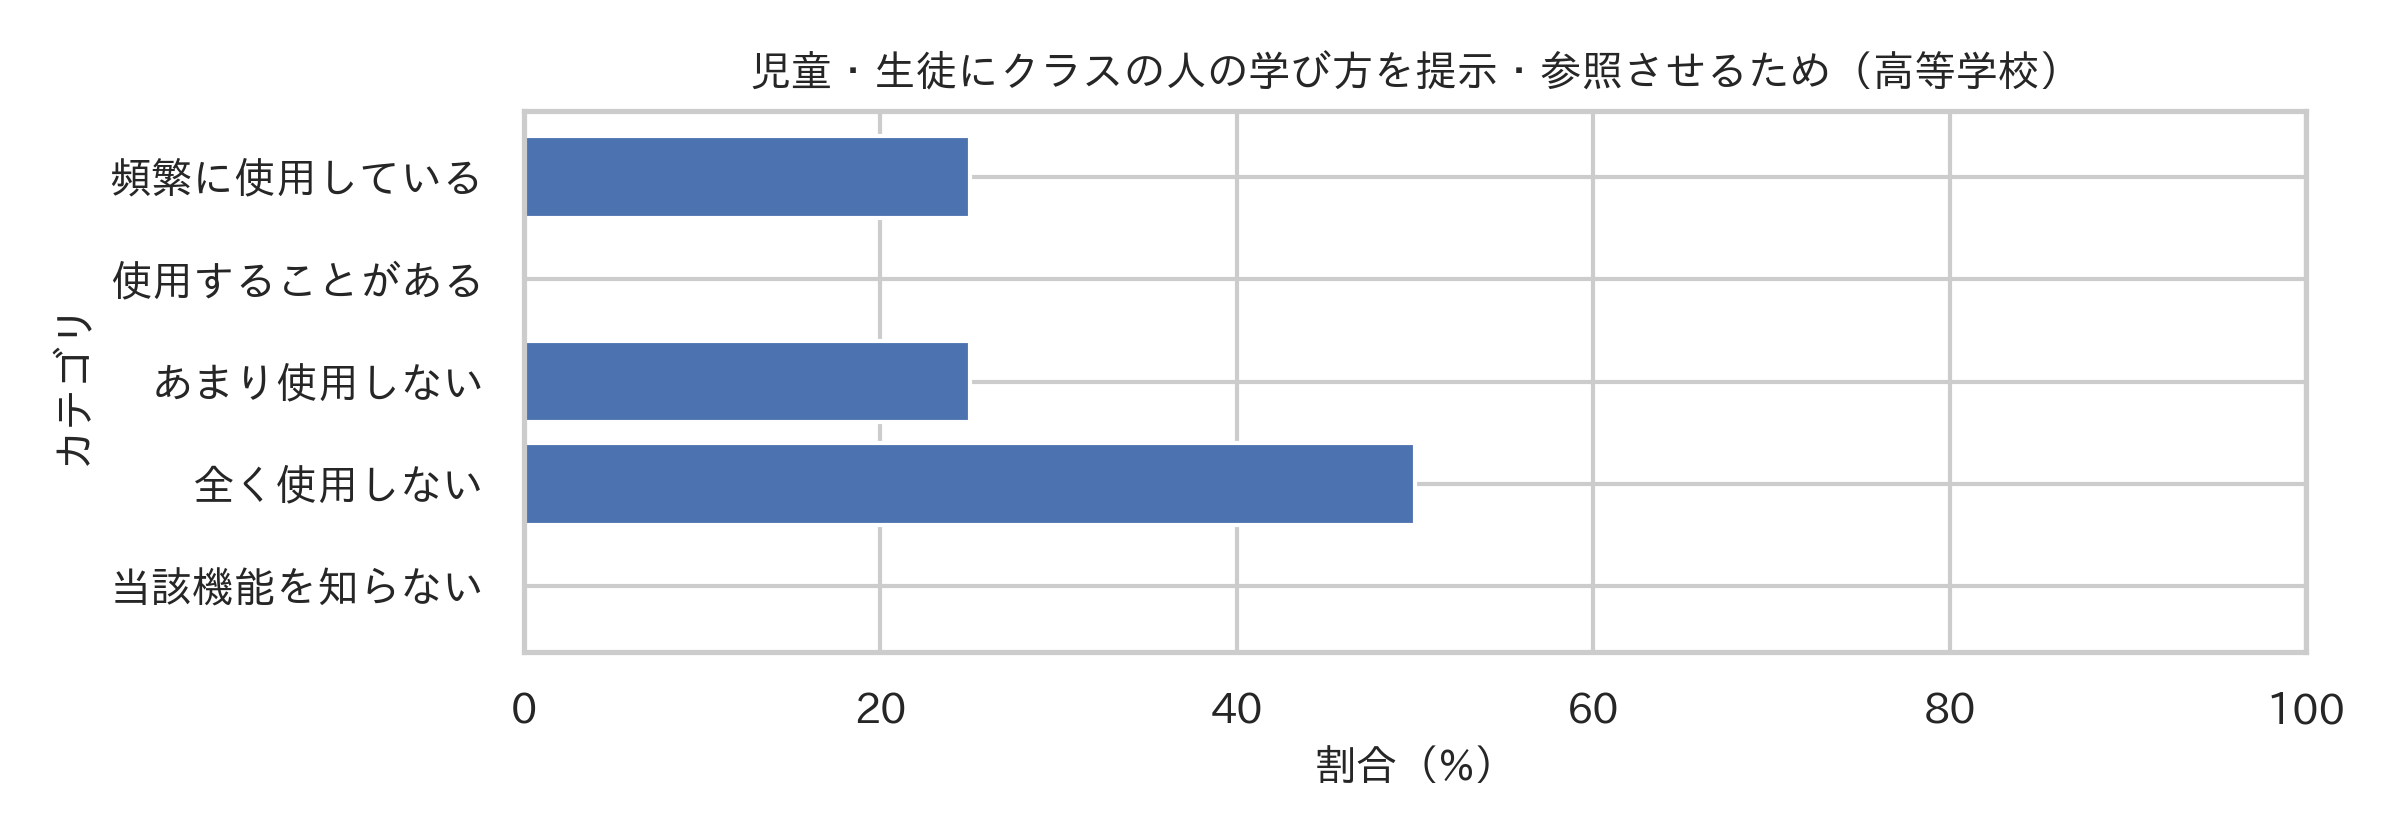 児童・生徒にクラスの人の学び方を提示・参照させるため（高等学校）
カテゴリ
頻繁に使用している
使用することがある
あまり使用しない
全く使用しない
当該機能を知らない
0 20 40 60 80 100
割合（%）